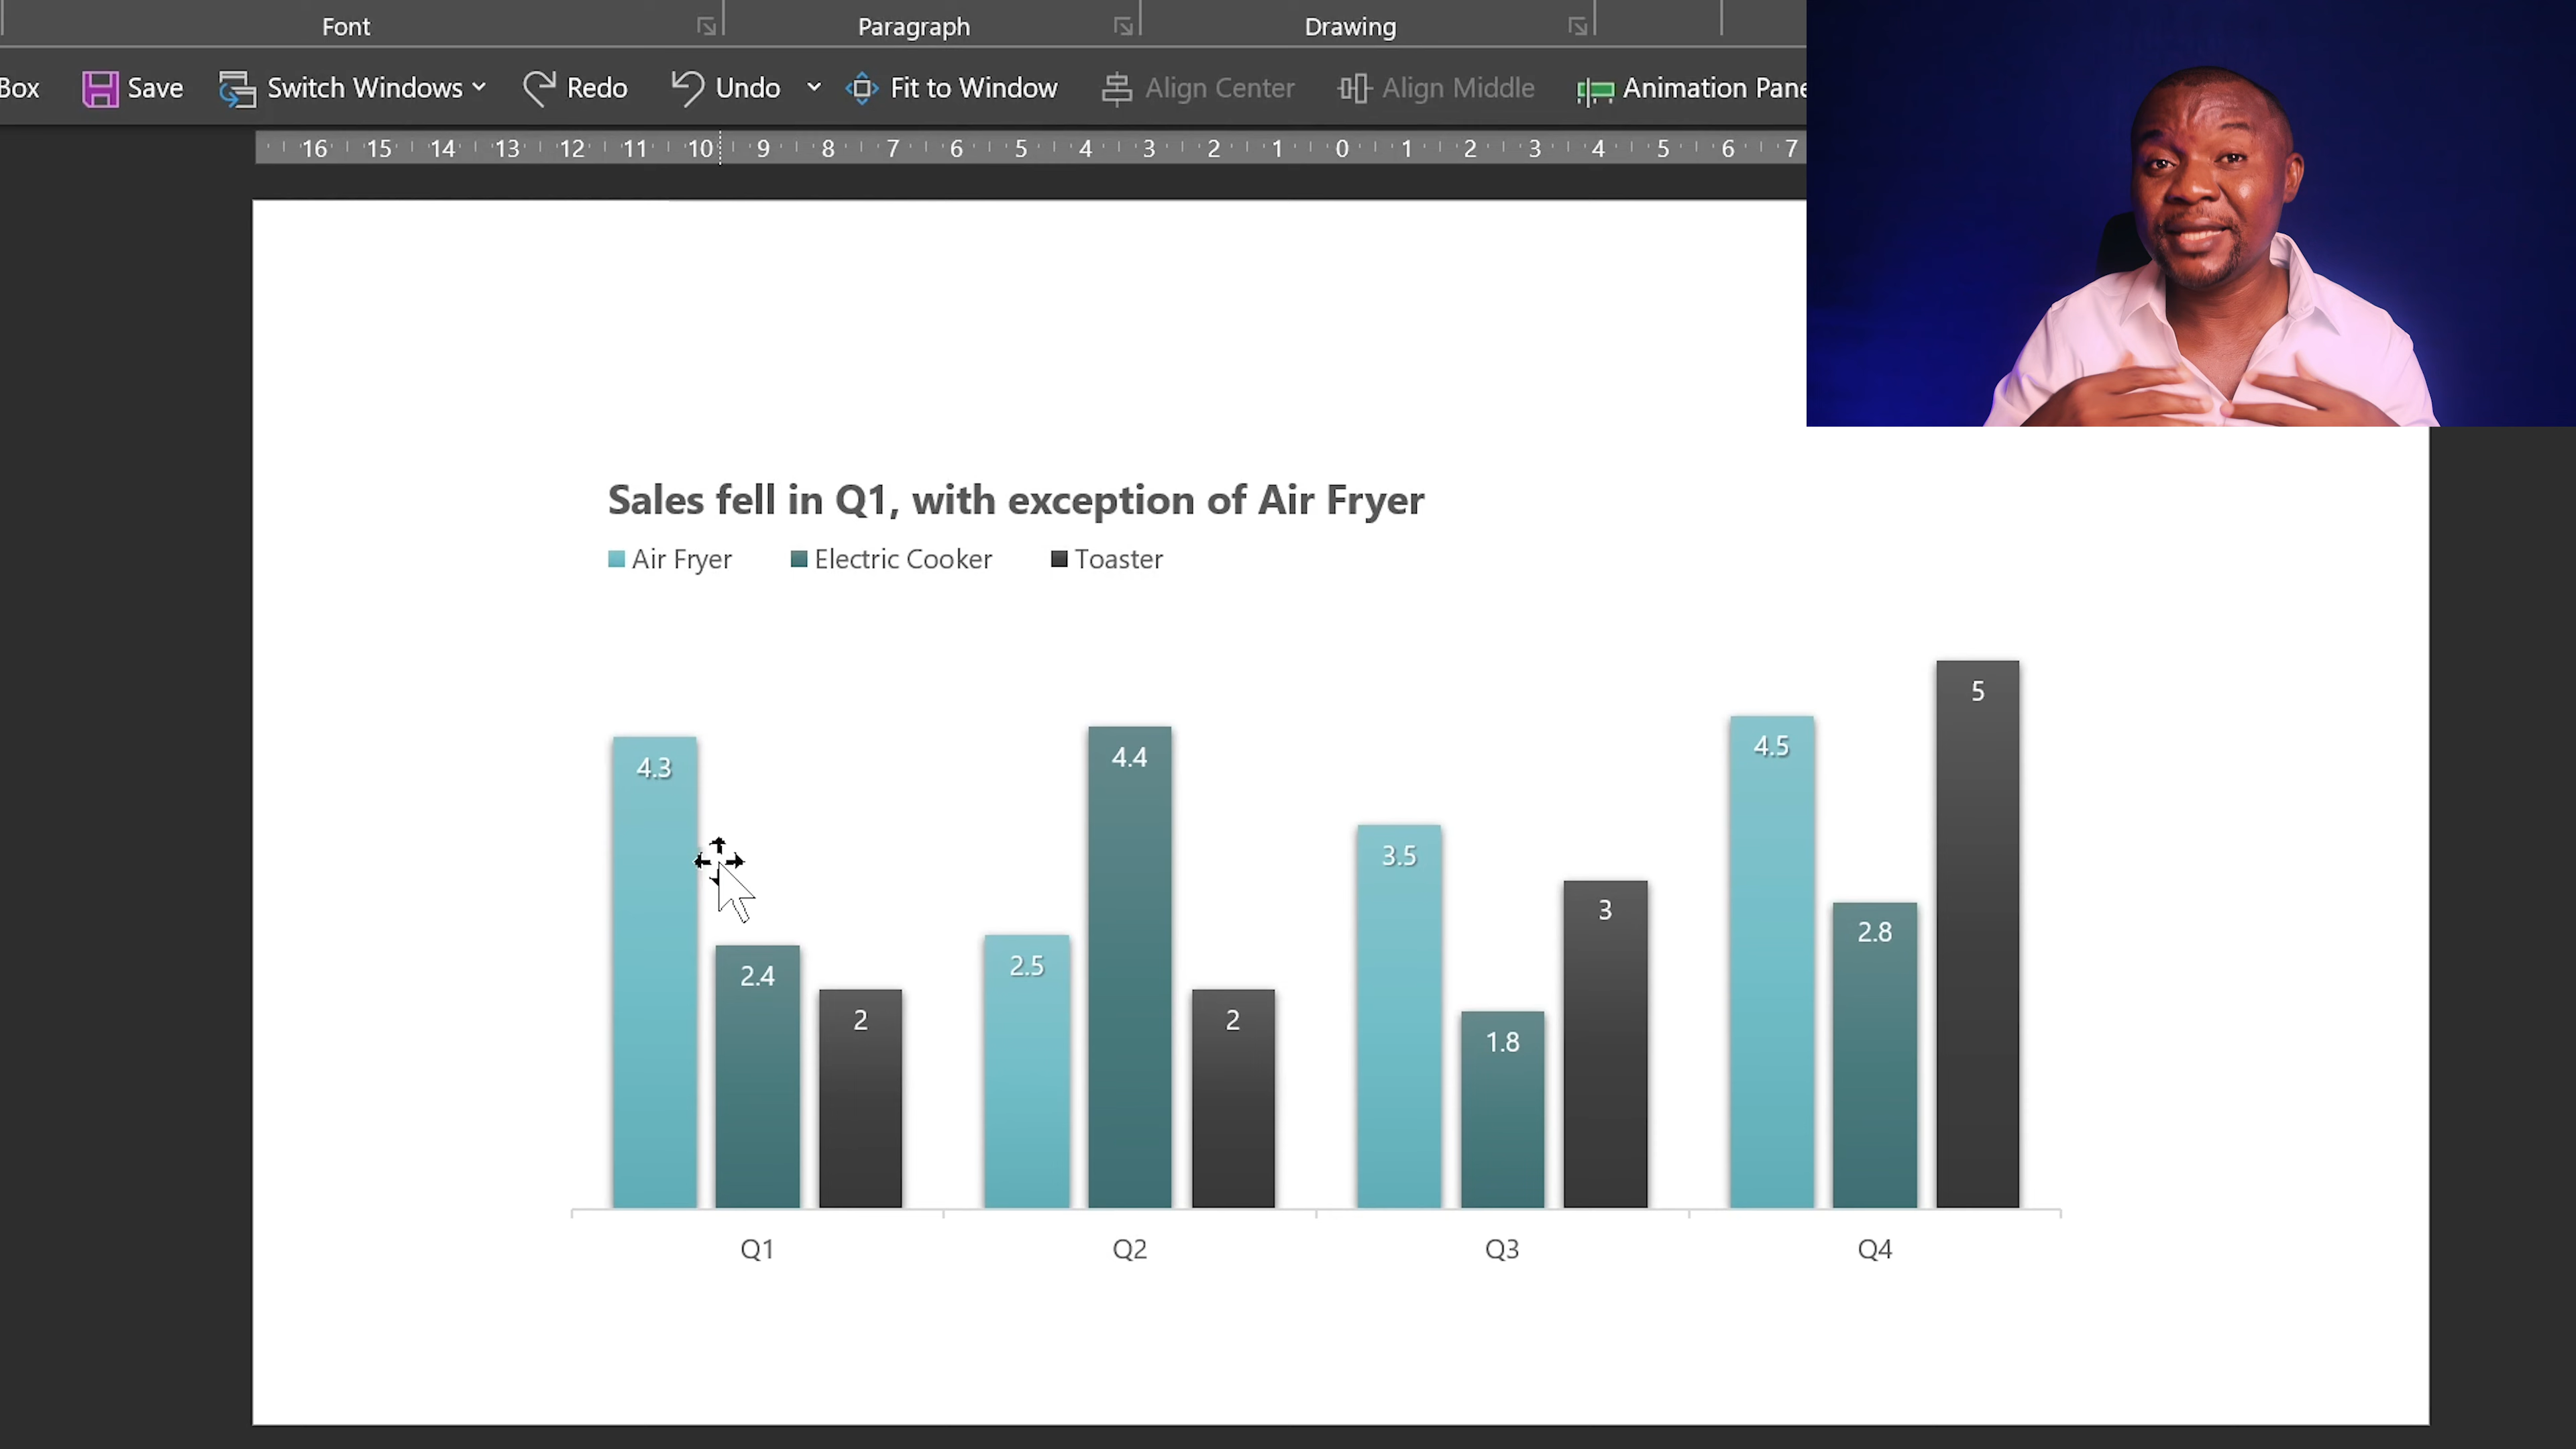 Font Paragraph Drawing
Box Save Switch Windows Redo Undo Fit to Window Align Center Align Middle Animation Pane
16 15 14 13 12 11 10 9 8 7 6 5 4 3 2 1 0 1 2 3 4 5 6 7
Sales fell in Q1, with exception of Air Fryer
Air Fryer Electric Cooker Toaster
4.3 2.4 2 2.5 4.4 2 3.5 1.8 3 4.5 2.8 5
Q1 Q2 Q3 Q4